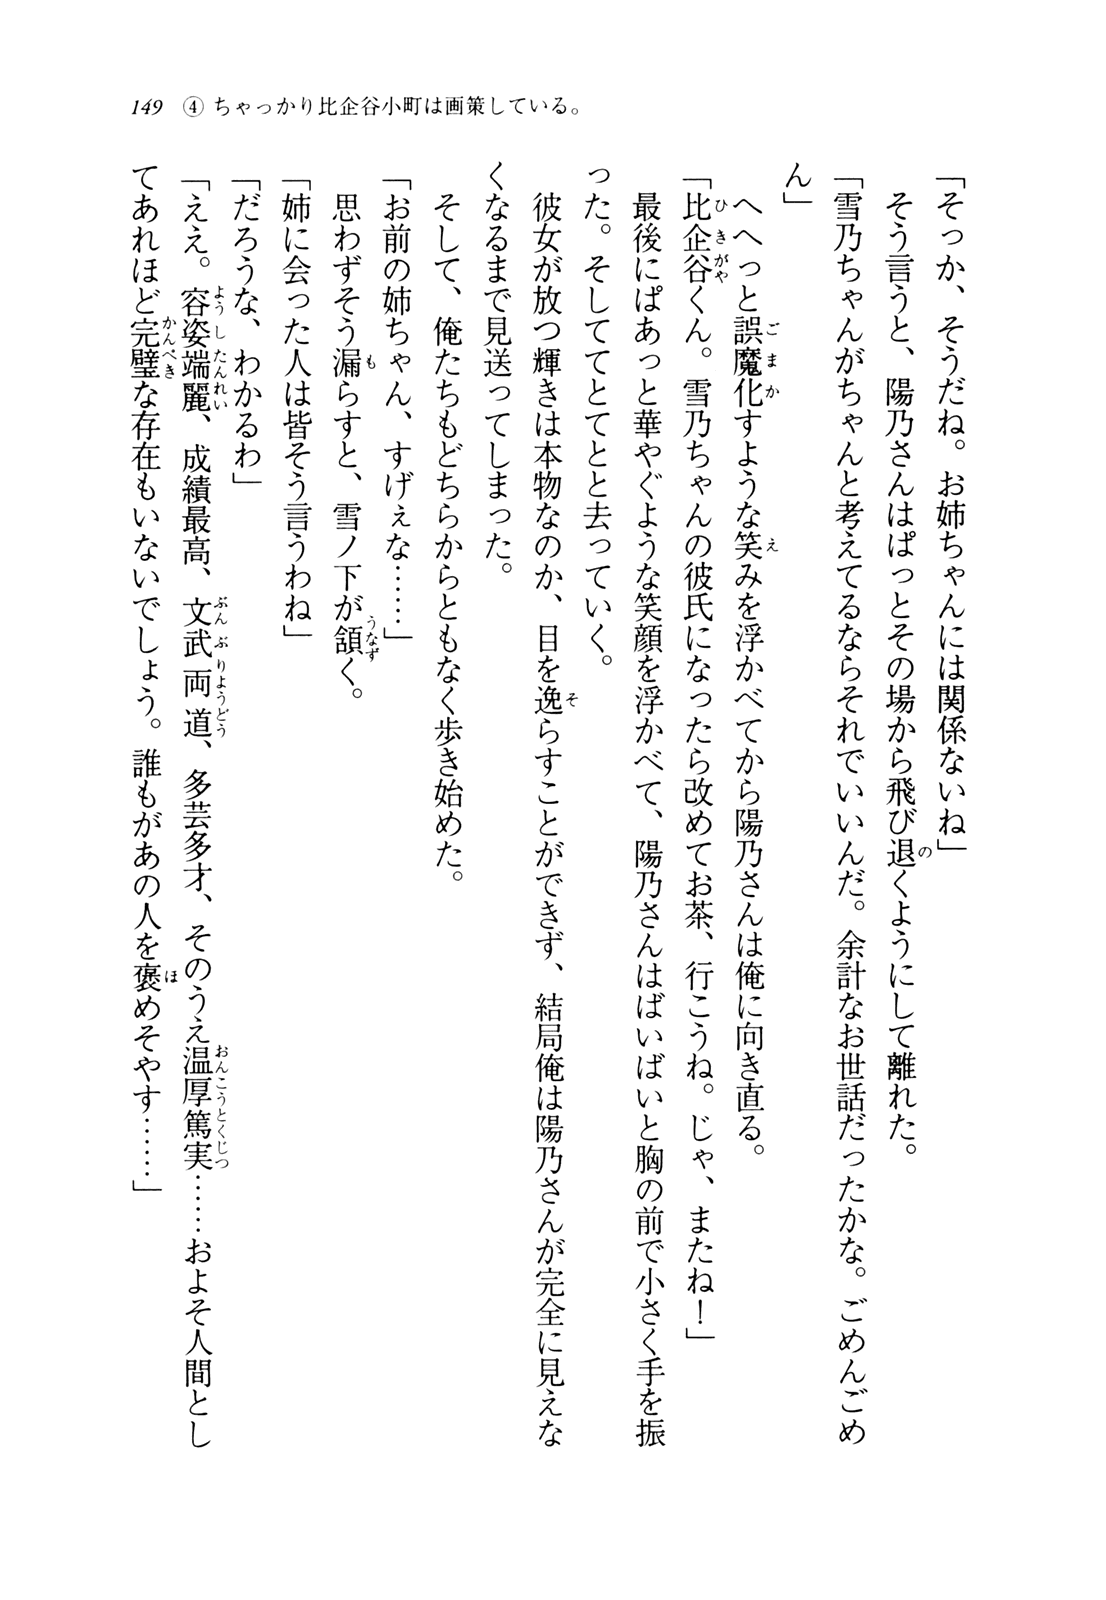 149 ④ ちゃっかり比企谷小町は画策している。
「そっか、そうだね。お姉ちゃんには関係ないね」
そう言うと、陽乃さんはぱっとその場から飛び退くようにして離れた。
「雪乃ちゃんがちゃんと考えてるならそれでいいんだ。余計なお世話だったかな。ごめんごめ
ん」
へへっと誤魔化すような笑みを浮かべてから陽乃さんは俺に向き直る。
「比企谷くん。雪乃ちゃんの彼氏になったら改めてお茶、行こうね。じゃ、またね！」
最後にぱあっと華やぐような笑顔を浮かべて、陽乃さんはばいばいと胸の前で小さく手を振
った。そしててとてとと去っていく。
彼女が放つ輝きは本物なのか、目を逸らすことができず、結局俺は陽乃さんが完全に見えな
くなるまで見送ってしまった。
そして、俺たちもどちらからともなく歩き始めた。
「お前の姉ちゃん、すげぇな……」
思わずそう漏らすと、雪ノ下が頷く。
「姉に会った人は皆そう言うわね」
「だろうな、わかるわ」
「ええ。容姿端麗、成績最高、文武両道、多芸多才、そのうえ温厚篤実……およそ人間とし
てあれほど完璧な存在もいないでしょう。誰もがあの人を褒めそやす……」